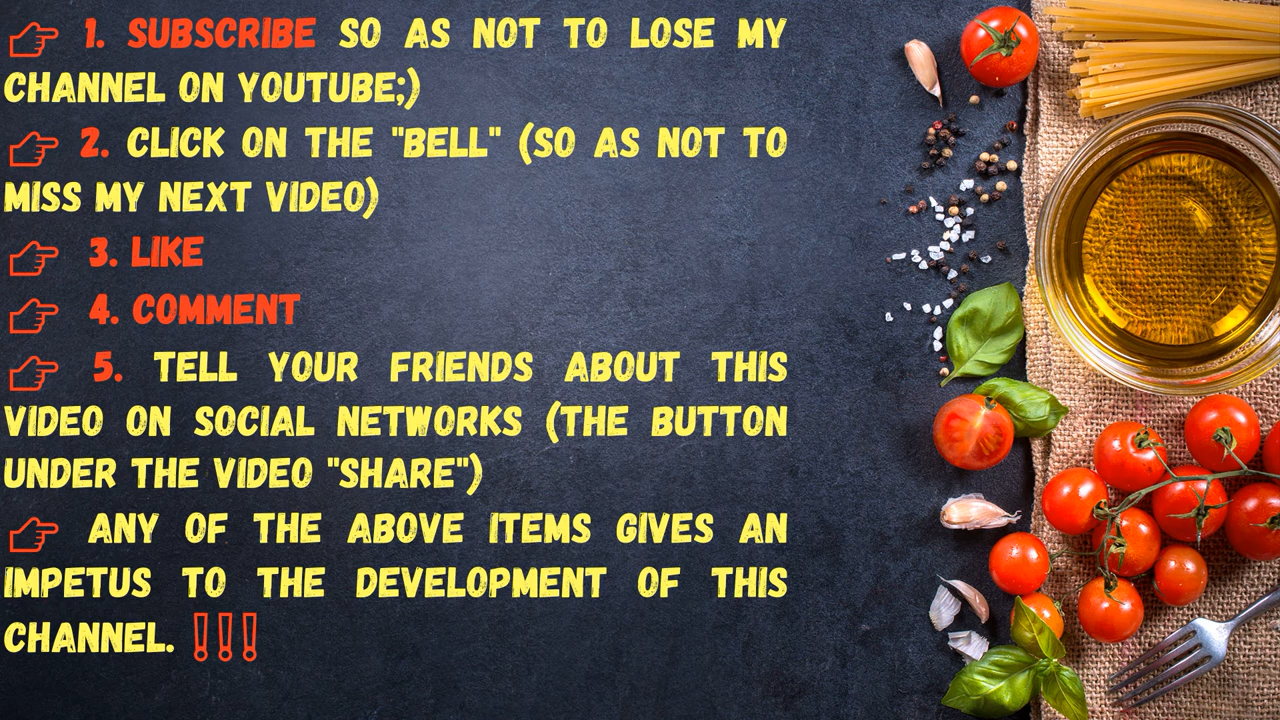 👉 1. SUBSCRIBE SO AS NOT TO LOSE MY
CHANNEL ON YOUTUBE;)
👉 2. CLICK ON THE "BELL" (SO AS NOT TO
MISS MY NEXT VIDEO)
👉 3. LIKE
👉 4. COMMENT
👉 5. TELL YOUR FRIENDS ABOUT THIS
VIDEO ON SOCIAL NETWORKS (THE BUTTON
UNDER THE VIDEO "SHARE")
👉 ANY OF THE ABOVE ITEMS GIVES AN
IMPETUS TO THE DEVELOPMENT OF THIS
CHANNEL. ❗❗❗